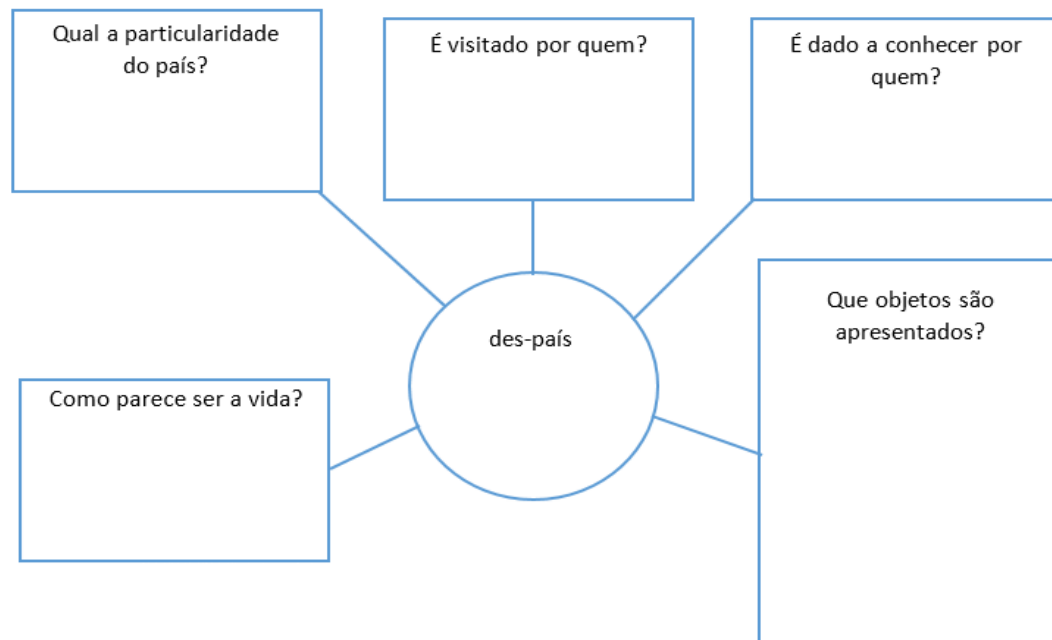 Qual a particularidade
do país?
É visitado por quem?
É dado a conhecer por
quem?
des-país
Que objetos são
apresentados?
Como parece ser a vida?